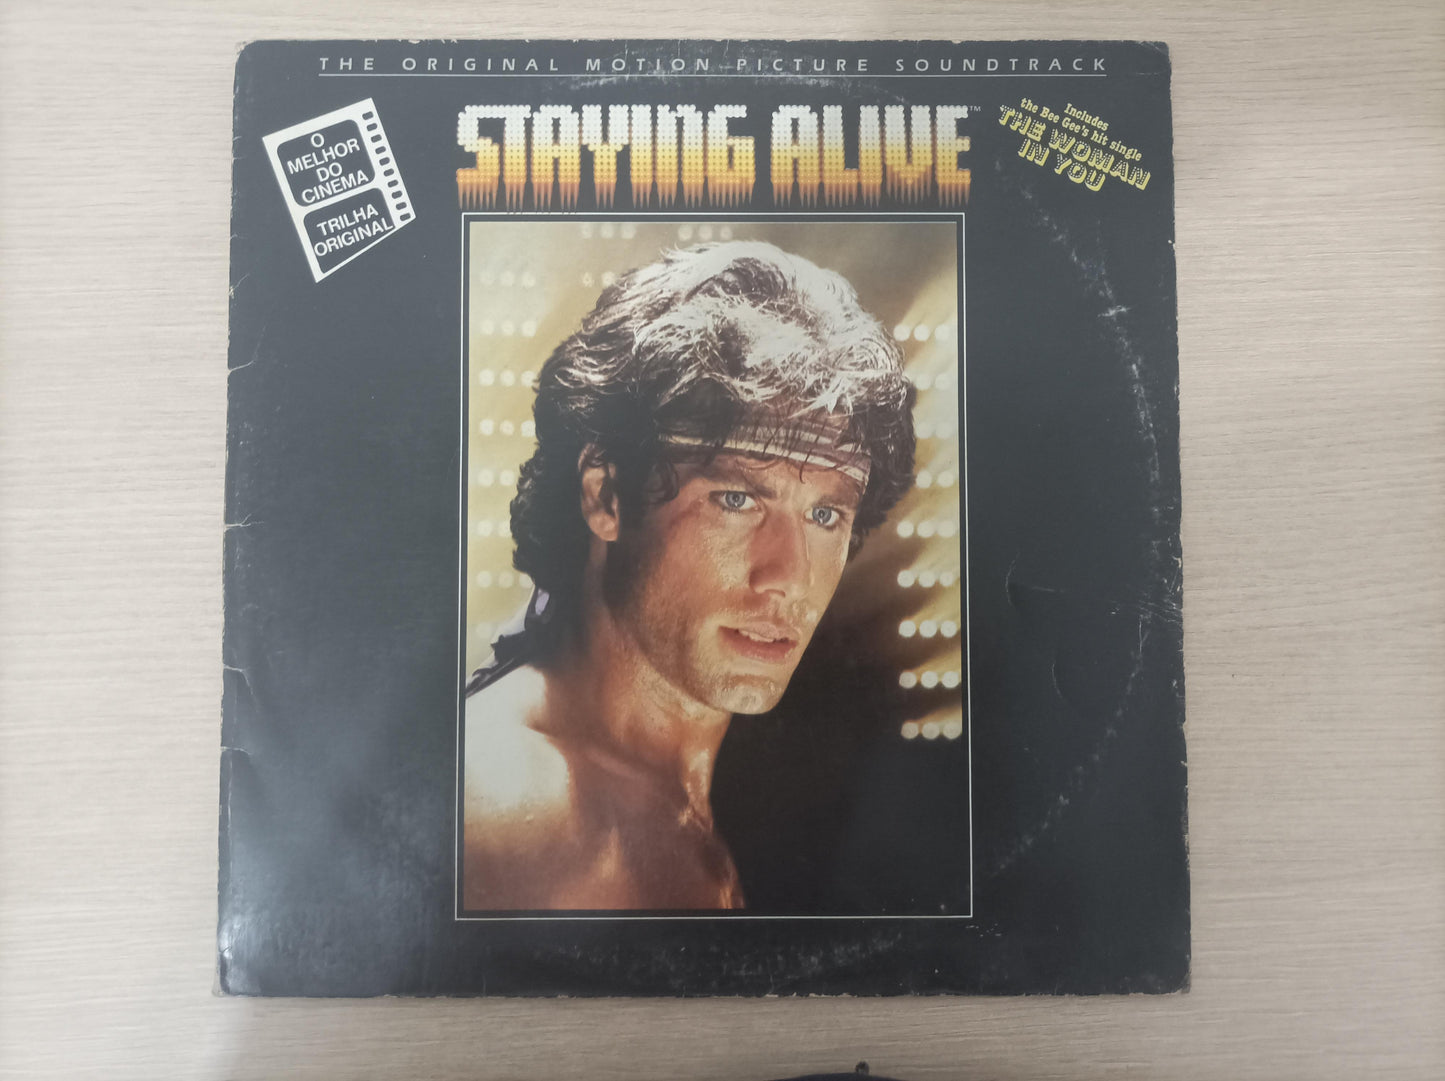 THE ORIGINAL MOTION PICTURE SOUNDTRACK
STAYING ALIVE™
O
MELHOR
DO
CINEMA
TRILHA
ORIGINAL
Includes
the Bee Gee's hit single
THE WOMAN
IN YOU